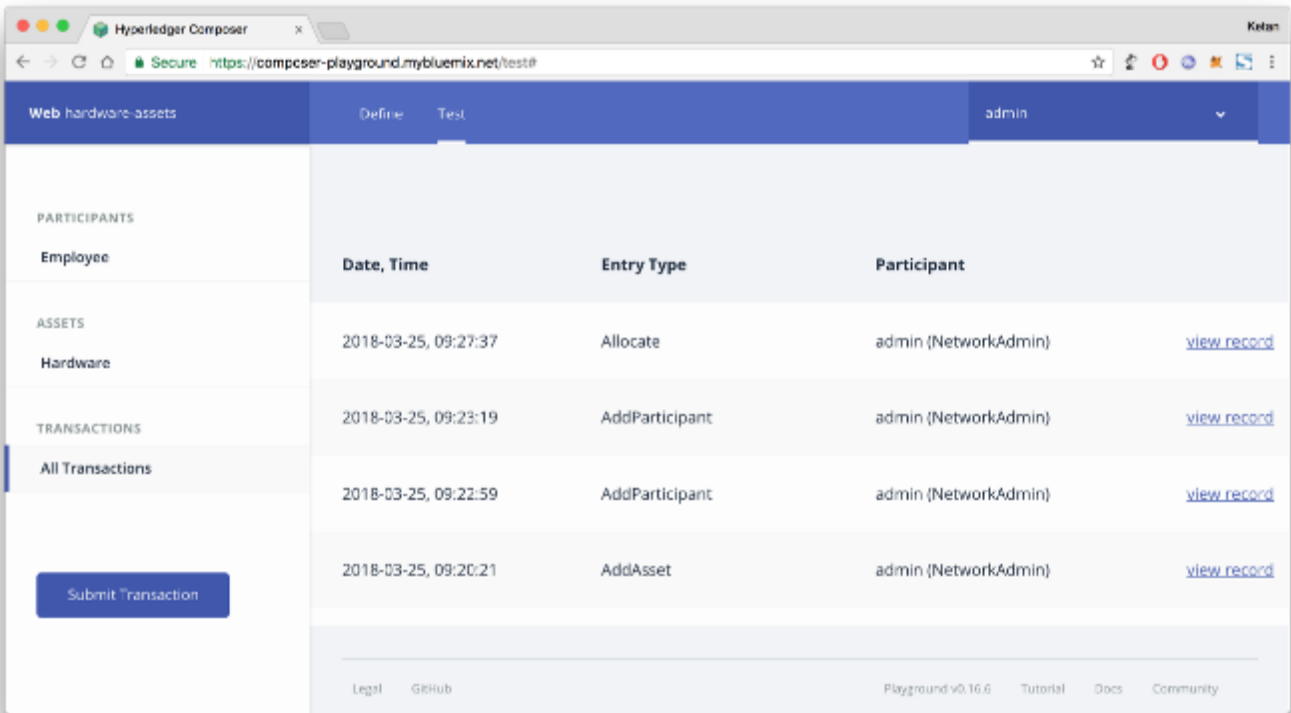 Hyperledger Composer
Ketan
Secure https://composer-playground.mybluemix.net/test#
Web hardware-assets
Define Test
admin
PARTICIPANTS
Employee
ASSETS
Hardware
TRANSACTIONS
All Transactions
Submit Transaction
Date, Time Entry Type Participant
2018-03-25, 09:27:37 Allocate admin (NetworkAdmin) view record
2018-03-25, 09:23:19 AddParticipant admin (NetworkAdmin) view record
2018-03-25, 09:22:59 AddParticipant admin (NetworkAdmin) view record
2018-03-25, 09:20:21 AddAsset admin (NetworkAdmin) view record
Legal GitHub
Playground v0.16.6 Tutorial Docs Community